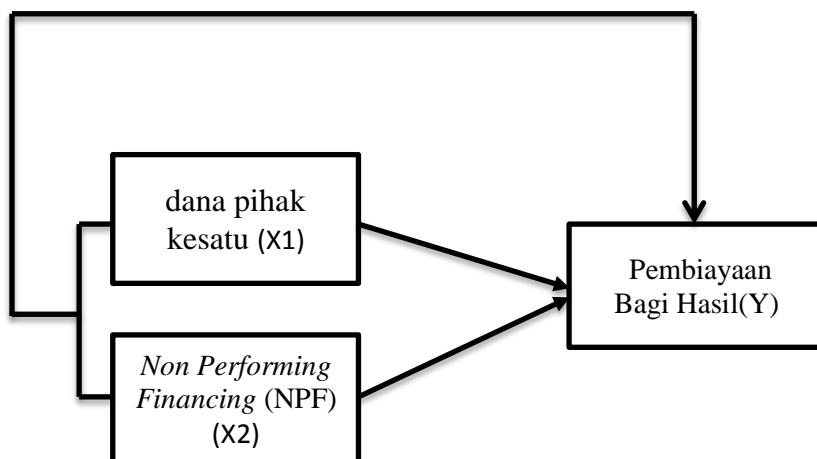 dana pihak
kesatu (X1)
Pembiayaan
Bagi Hasil(Y)
Non Performing
Financing (NPF)
(X2)